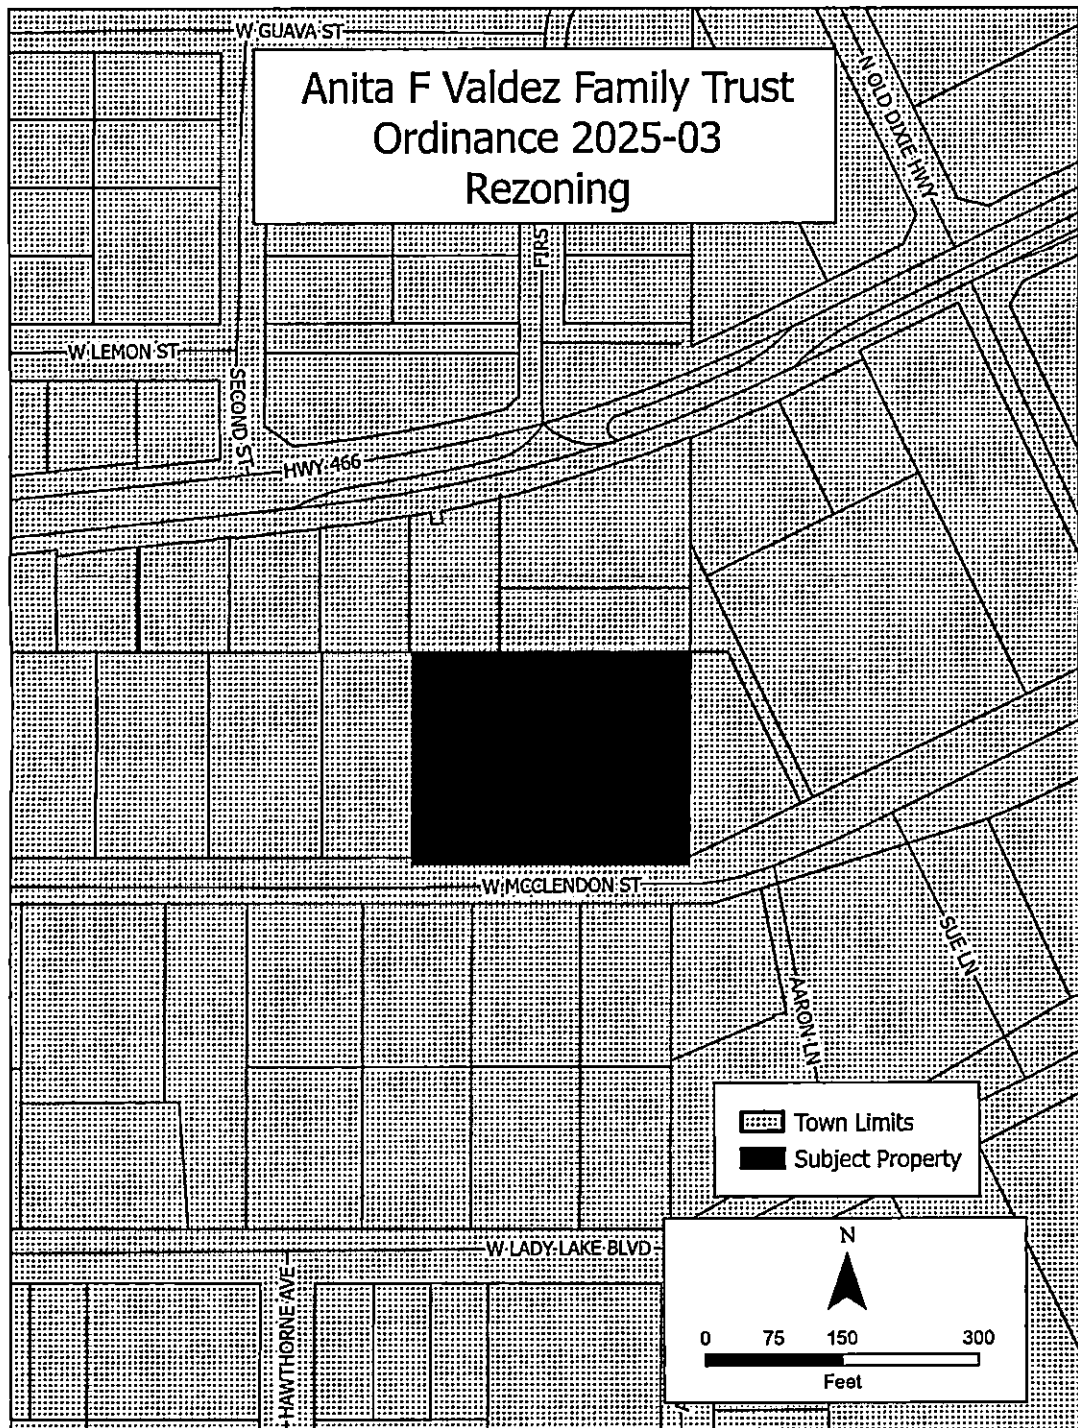 W GUAVA ST
Anita F Valdez Family Trust
Ordinance 2025-03
Rezoning
N OLD DIXIE HWY
FIRS
W LEMON ST
SECOND ST
HWY 466
W MCCLENDON ST
SUE LN
AARON LN
Town Limits
Subject Property
W LADY LAKE BLVD
HAWTHORNE AVE
N
0 75 150 300
Feet